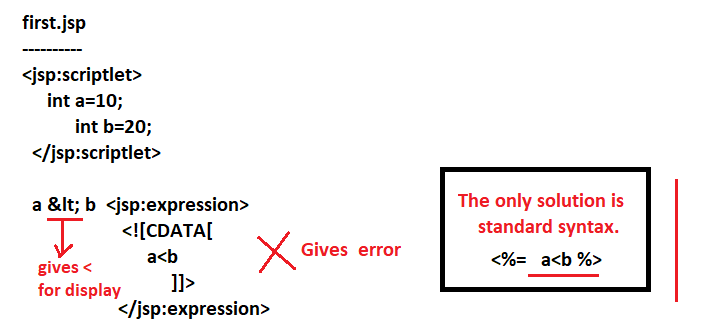 first.jsp
----------
<jsp:scriptlet>
int a=10;
int b=20;
</jsp:scriptlet>
a &lt; b <jsp:expression>
<![CDATA[
a<b
]]>
</jsp:expression>
gives <
for display
Gives error
The only solution is
standard syntax.
<%= a<b %>